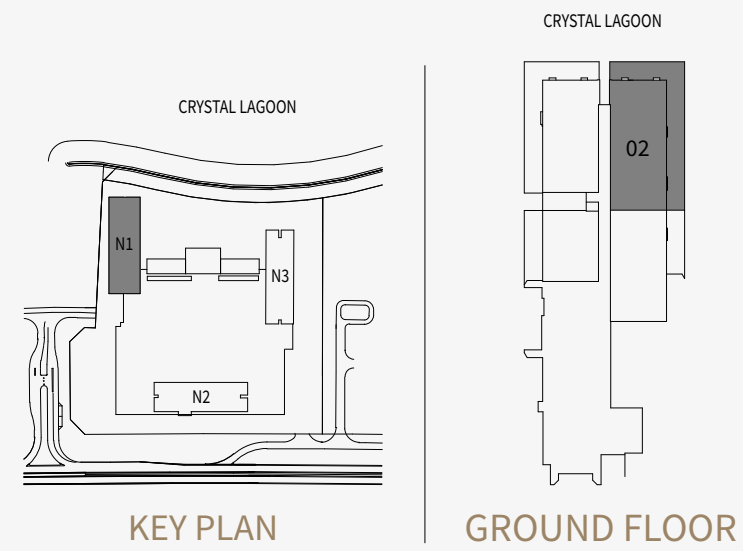 CRYSTAL LAGOON
N1
N3
N2
KEY PLAN
CRYSTAL LAGOON
02
GROUND FLOOR